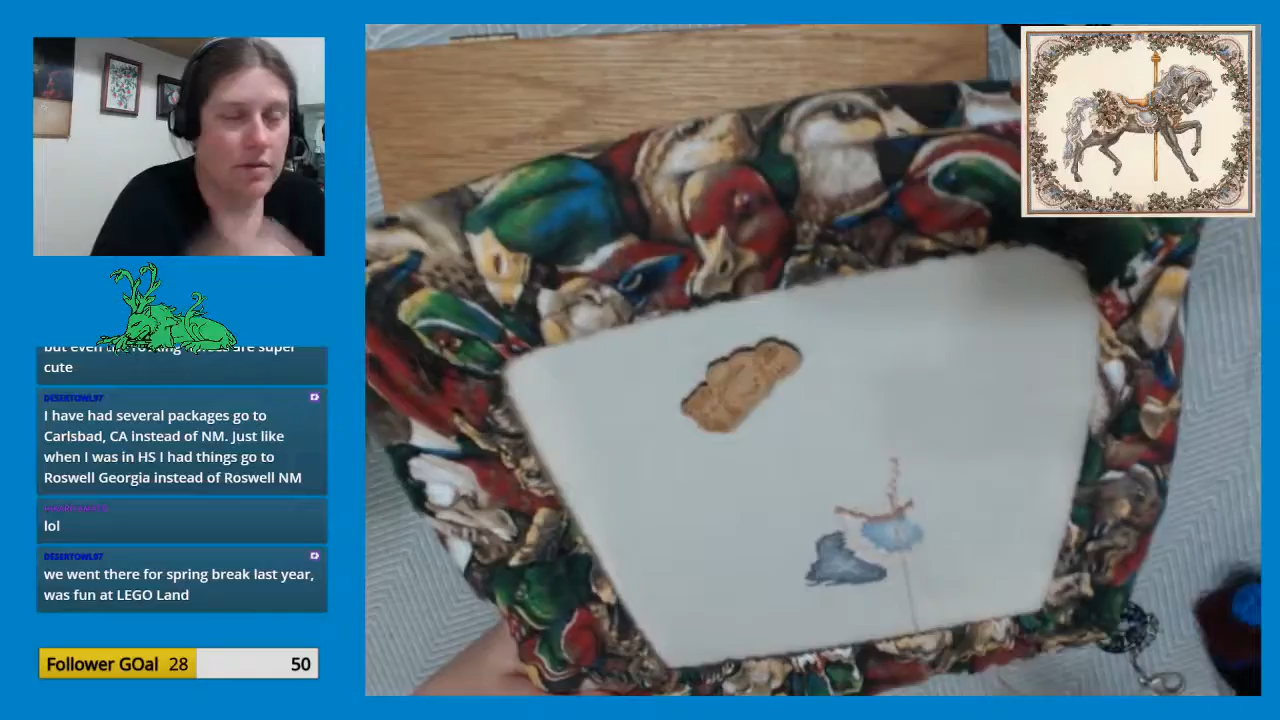 cute
DESERTOWL97
I have had several packages go to
Carlsbad, CA instead of NM. Just like
when I was in HS I had things go to
Roswell Georgia instead of Roswell NM
lol
DESERTOWL97
we went there for spring break last year,
was fun at LEGO Land
Follower GOal 28 50